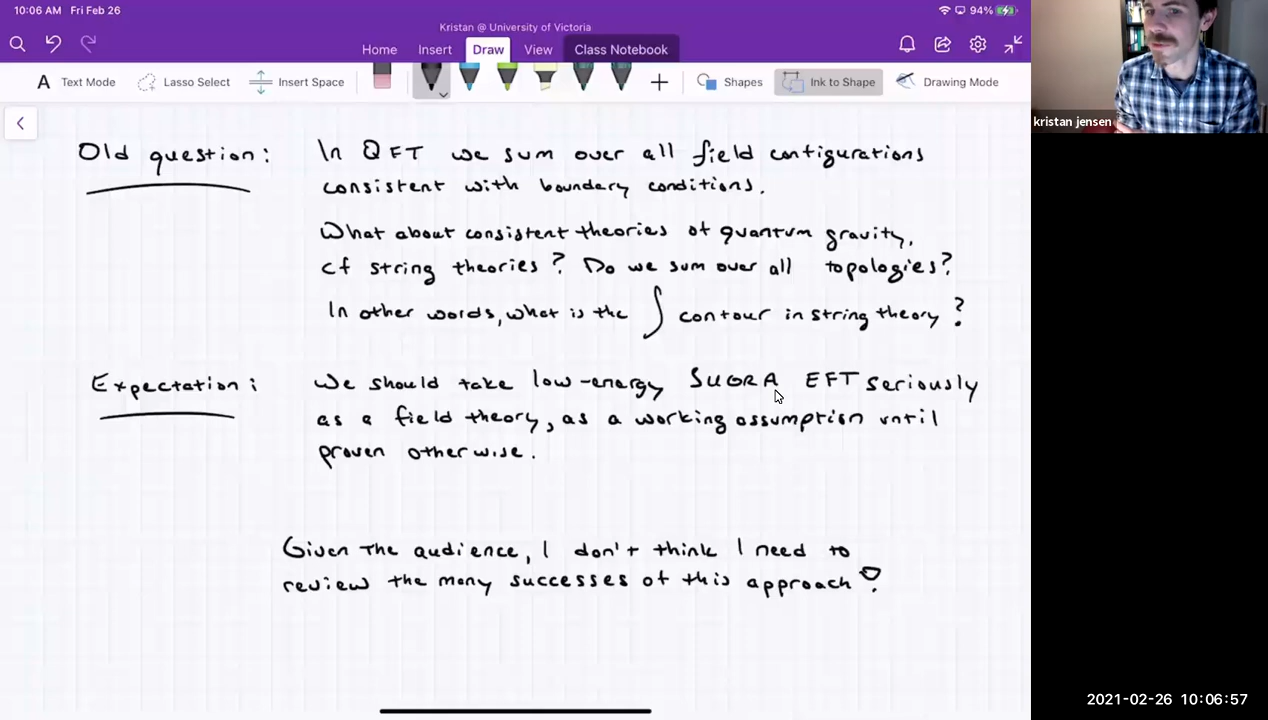 10:06 AM Fri Feb 26
94%
Kristan @ University of Victoria
Home Insert Draw View Class Notebook
Text Mode Lasso Select Insert Space Shapes Ink to Shape Drawing Mode
kristan jensen
Old question: In QFT we sum over all field configurations
consistent with boundary conditions.
What about consistent theories of quantum gravity,
cf string theories? Do we sum over all topologies?
In other words, what is the ∫ contour in string theory?
Expectation: We should take low-energy SUGRA EFT seriously
as a field theory, as a working assumption until
proven otherwise.
Given the audience, I don't think I need to
review the many successes of this approach!
2021-02-26 10:06:57